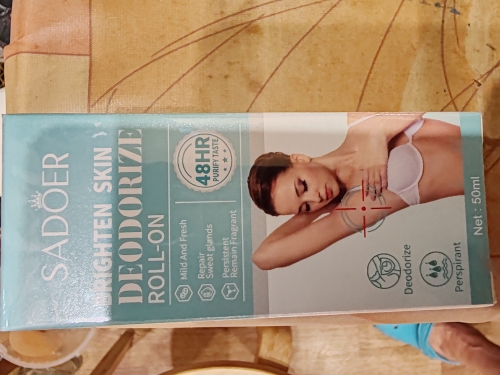 SADOER
BRIGHTEN SKIN
DEODORIZE
ROLL-ON
48HR
PURIFY TASTE
Mild And Fresh
Repair
Sweat glands
Persistent
Remain Fragrant
Deodorize
Perspirant
Net : 50ml